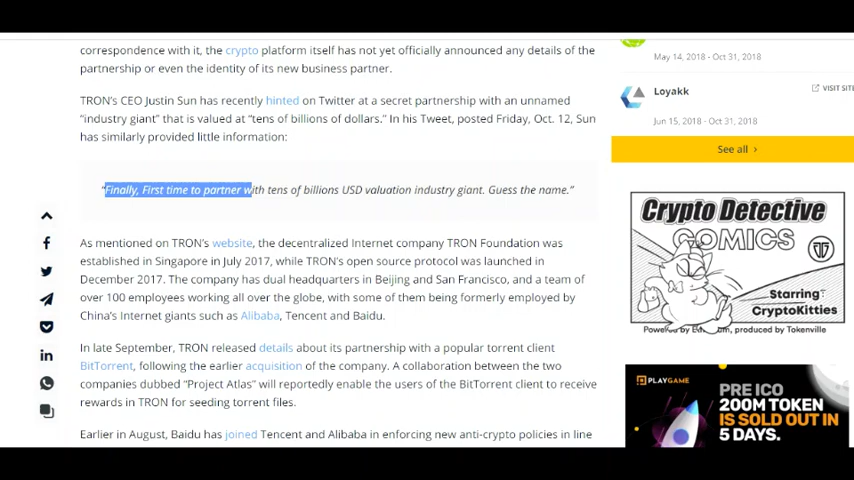 correspondence with it, the crypto platform itself has not yet officially announced any details of the
partnership or even the identity of its new business partner.
TRON's CEO Justin Sun has recently hinted on Twitter at a secret partnership with an unnamed
"industry giant" that is valued at "tens of billions of dollars." In his Tweet, posted Friday, Oct. 12, Sun
has similarly provided little information:
"Finally, First time to partner with tens of billions USD valuation industry giant. Guess the name."
As mentioned on TRON's website, the decentralized Internet company TRON Foundation was
established in Singapore in July 2017, while TRON's open source protocol was launched in
December 2017. The company has dual headquarters in Beijing and San Francisco, and a team of
over 100 employees working all over the globe, with some of them being formerly employed by
China's Internet giants such as Alibaba, Tencent and Baidu.
In late September, TRON released details about its partnership with a popular torrent client
BitTorrent, following the earlier acquisition of the company. A collaboration between the two
companies dubbed "Project Atlas" will reportedly enable the users of the BitTorrent client to receive
rewards in TRON for seeding torrent files.
Earlier in August, Baidu has joined Tencent and Alibaba in enforcing new anti-crypto policies in line
May 14, 2018 - Oct 31, 2018
Loyakk
VISIT SITE
Jun 15, 2018 - Oct 31, 2018
See all
Crypto Detective
COMICS
Starring
CryptoKitties
produced by Tokenville
PLAYGAME
PRE ICO
200M TOKEN
IS SOLD OUT IN
5 DAYS.